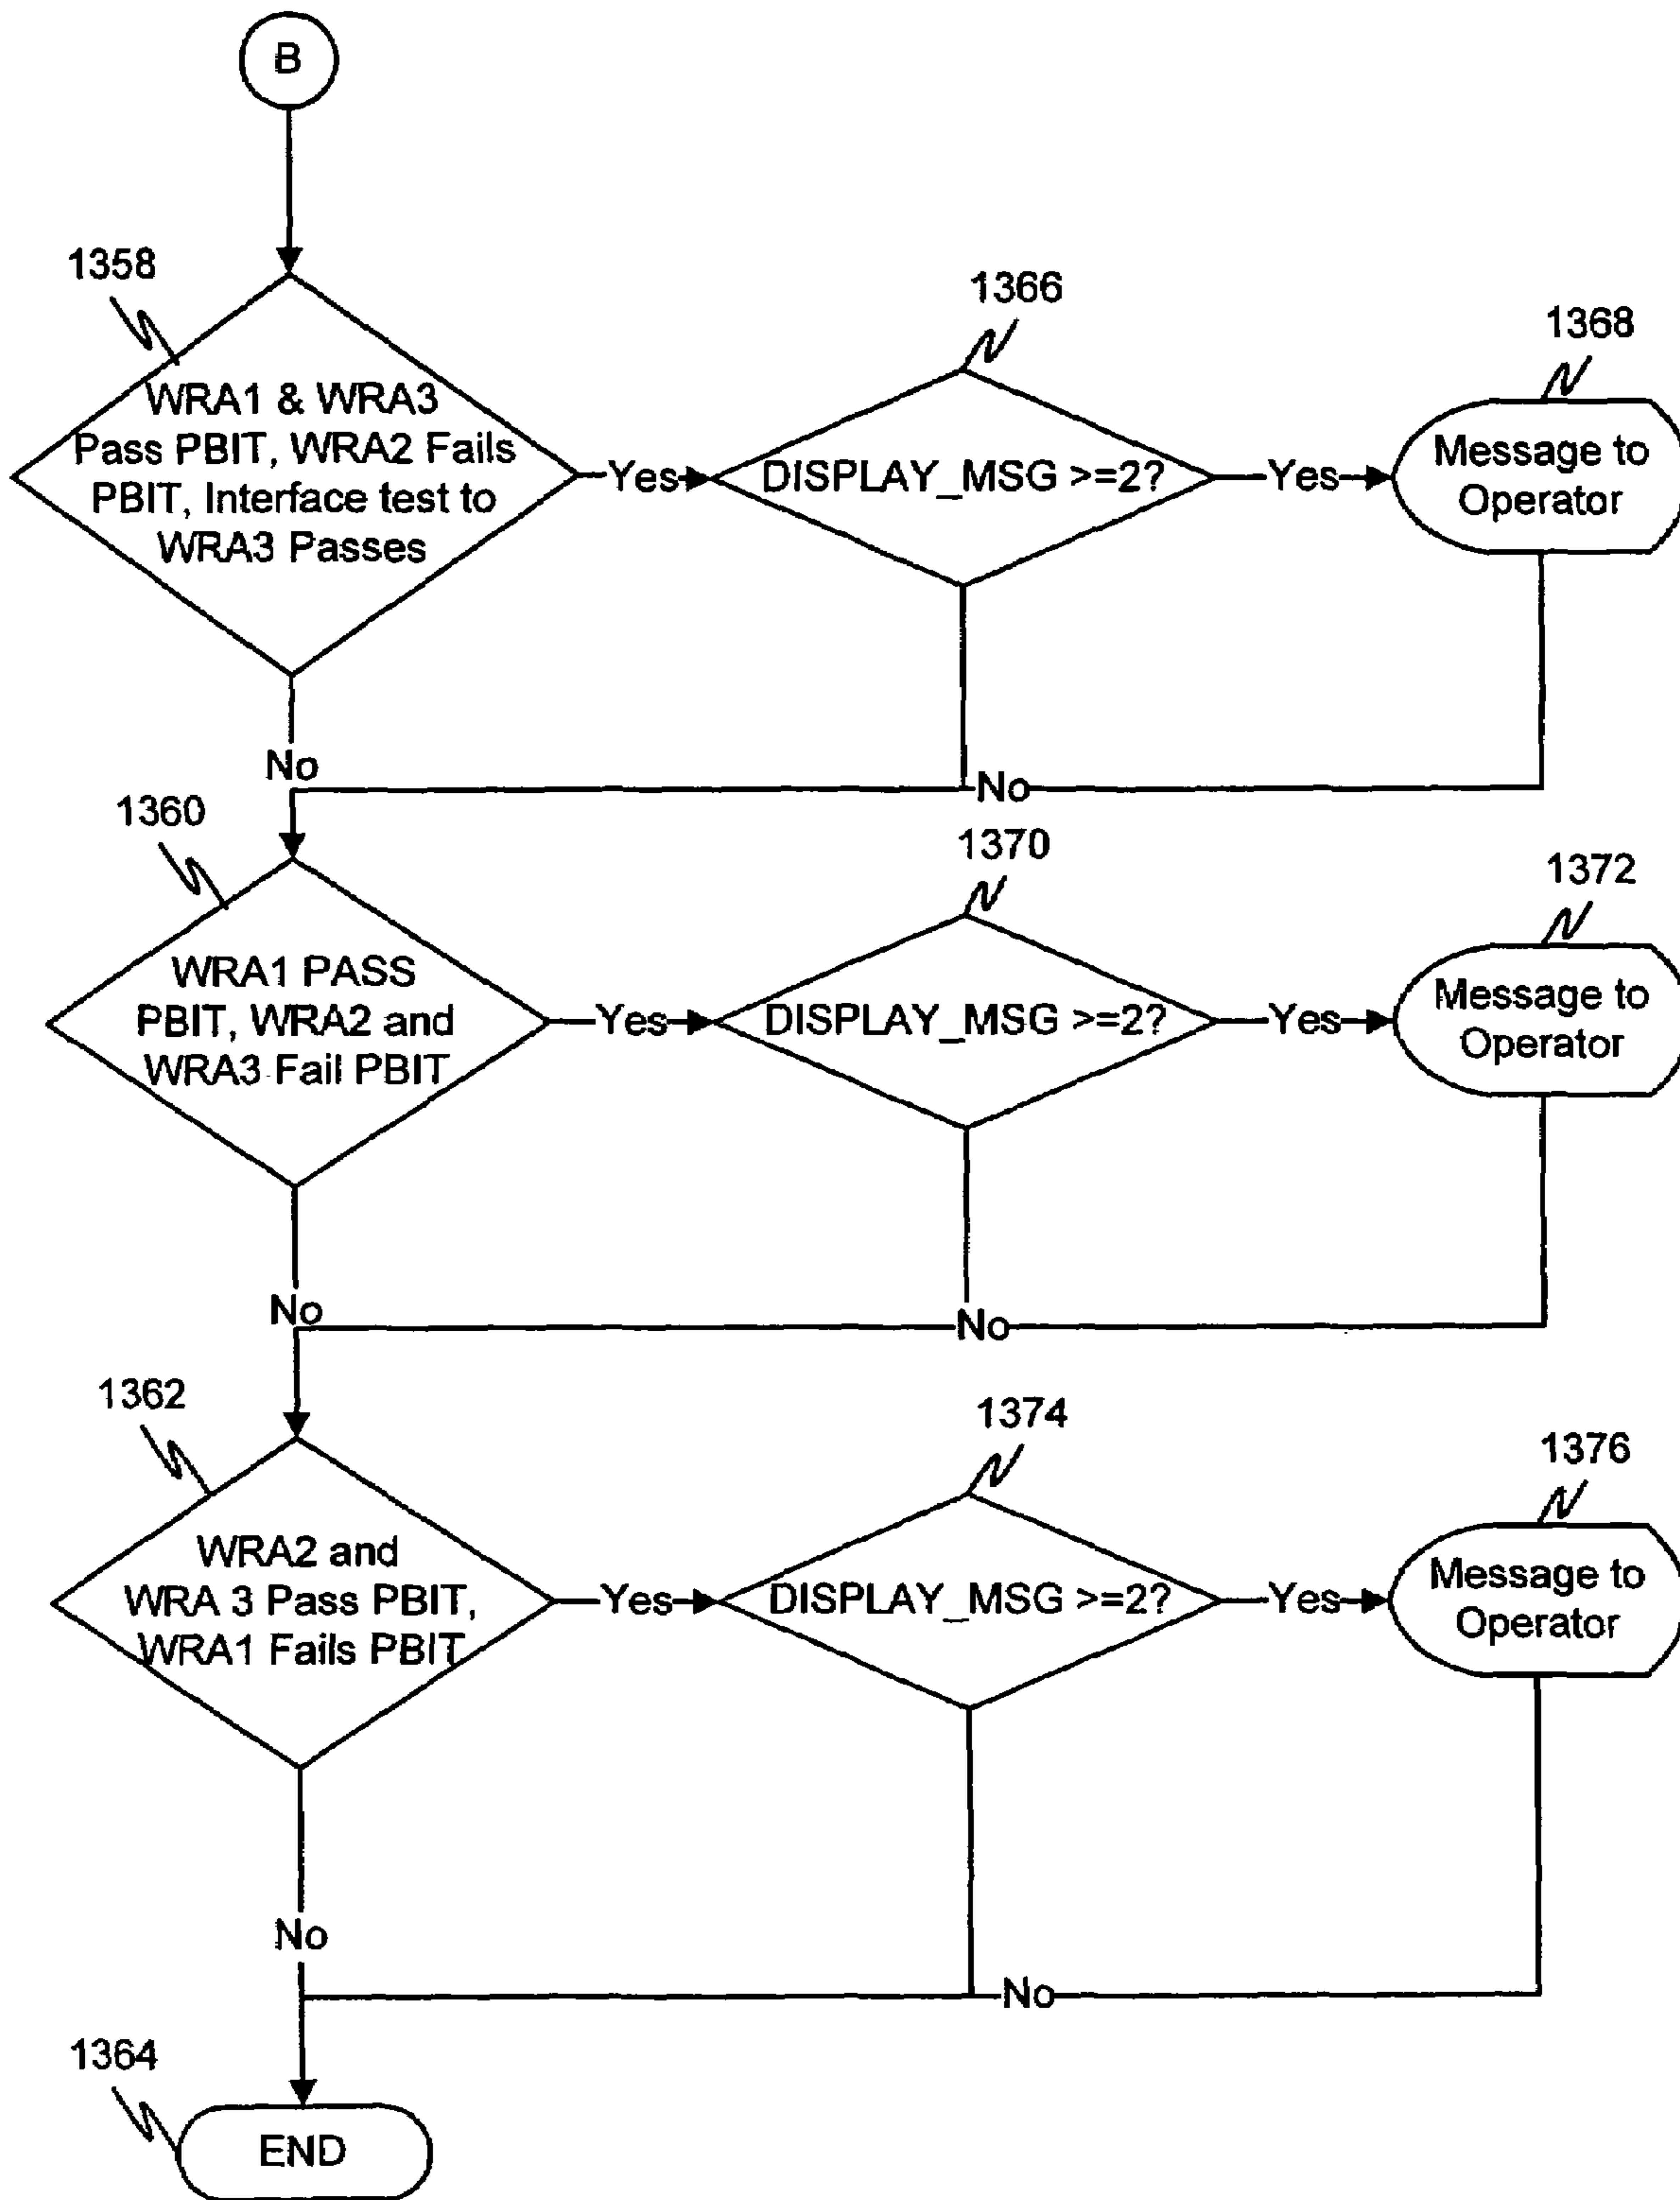 B
1358
WRA1 & WRA3
Pass PBIT, WRA2 Fails
PBIT, Interface test to
WRA3 Passes
Yes
1366
DISPLAY_MSG >=2?
Yes
1368
Message to
Operator
No
No
1360
WRA1 PASS
PBIT, WRA2 and
WRA3 Fail PBIT
Yes
1370
DISPLAY_MSG >=2?
Yes
1372
Message to
Operator
No
No
1362
WRA2 and
WRA 3 Pass PBIT,
WRA1 Fails PBIT
Yes
1374
DISPLAY_MSG >=2?
Yes
1376
Message to
Operator
No
No
1364
END